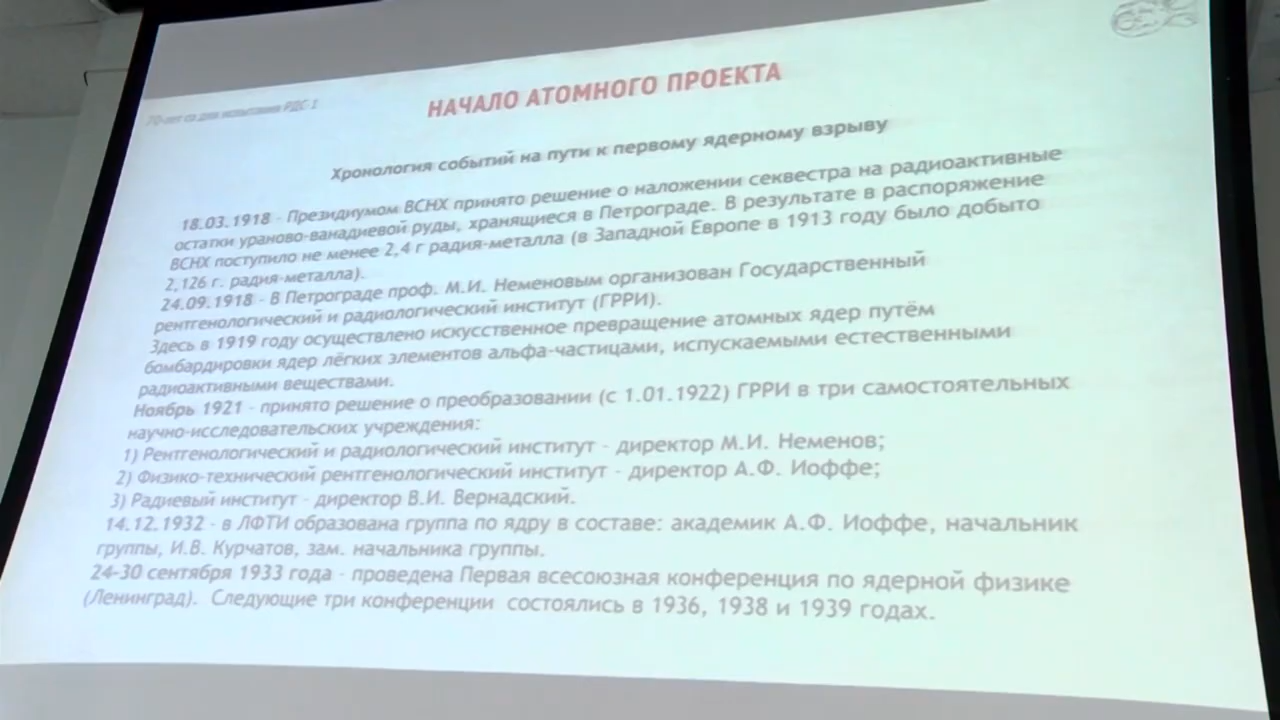 70-лет со дня испытания РДС-1
НАЧАЛО АТОМНОГО ПРОЕКТА
Хронология событий на пути к первому ядерному взрыву
18.03.1918 - Президиумом ВСНХ принято решение о наложении секвестра на радиоактивные
остатки ураново-ванадиевой руды, хранящиеся в Петрограде. В результате в распоряжение
ВСНХ поступило не менее 2,4 г радия-металла (в Западной Европе в 1913 году было добыто
2,126 г. радия-металла).
24.09.1918 - В Петрограде проф. М.И. Неменовым организован Государственный
рентгенологический и радиологический институт (ГРРИ).
Здесь в 1919 году осуществлено искусственное превращение атомных ядер путём
бомбардировки ядер лёгких элементов альфа-частицами, испускаемыми естественными
радиоактивными веществами.
Ноябрь 1921 - принято решение о преобразовании (с 1.01.1922) ГРРИ в три самостоятельных
научно-исследовательских учреждения:
1) Рентгенологический и радиологический институт - директор М.И. Неменов;
2) Физико-технический рентгенологический институт - директор А.Ф. Иоффе;
3) Радиевый институт - директор В.И. Вернадский.
14.12.1932 - в ЛФТИ образована группа по ядру в составе: академик А.Ф. Иоффе, начальник
группы, И.В. Курчатов, зам. начальника группы.
24-30 сентября 1933 года - проведена Первая всесоюзная конференция по ядерной физике
(Ленинград). Следующие три конференции состоялись в 1936, 1938 и 1939 годах.